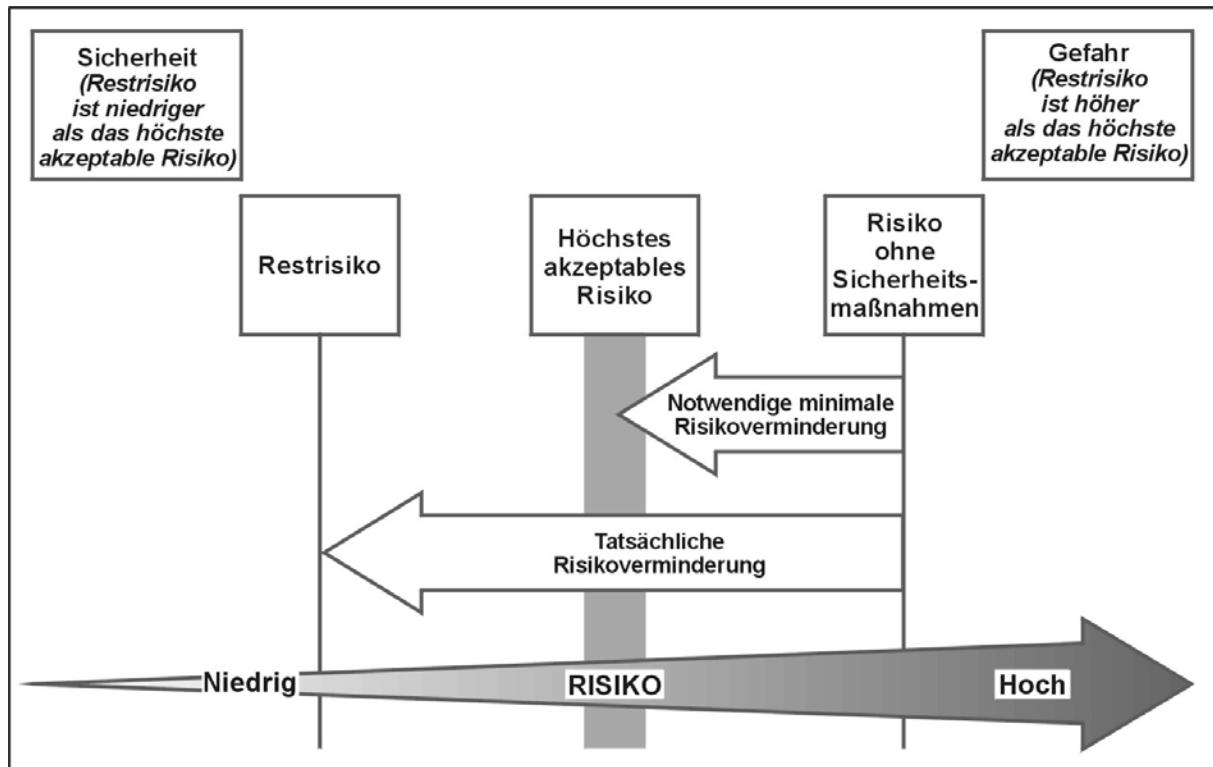 Sicherheit
(Restrisiko
ist niedriger
als das höchste
akzeptable Risiko)
Gefahr
(Restrisiko
ist höher
als das höchste
akzeptable Risiko)
Restrisiko
Höchstes
akzeptables
Risiko
Risiko
ohne
Sicherheits-
maßnahmen
Notwendige minimale
Risikoverminderung
Tatsächliche
Risikoverminderung
Niedrig
RISIKO
Hoch